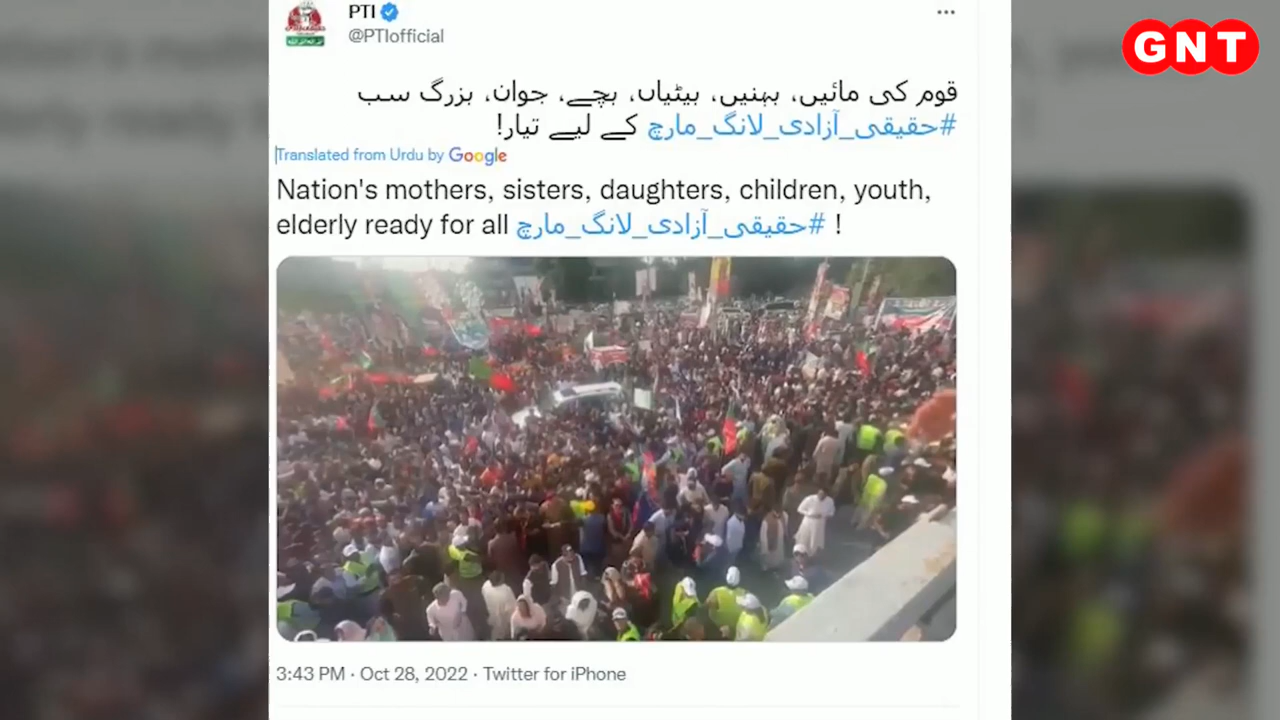 PTI
@PTIofficial
GNT
قوم کی مائیں، بہنیں، بیٹیاں، بچے، جوان، بزرگ سب
#حقیقی_آزادی_لانگ_مارچ کے لیے تیار!
Translated from Urdu by Google
Nation's mothers, sisters, daughters, children, youth,
elderly ready for all #حقیقی_آزادی_لانگ_مارچ !
3:43 PM · Oct 28, 2022 · Twitter for iPhone